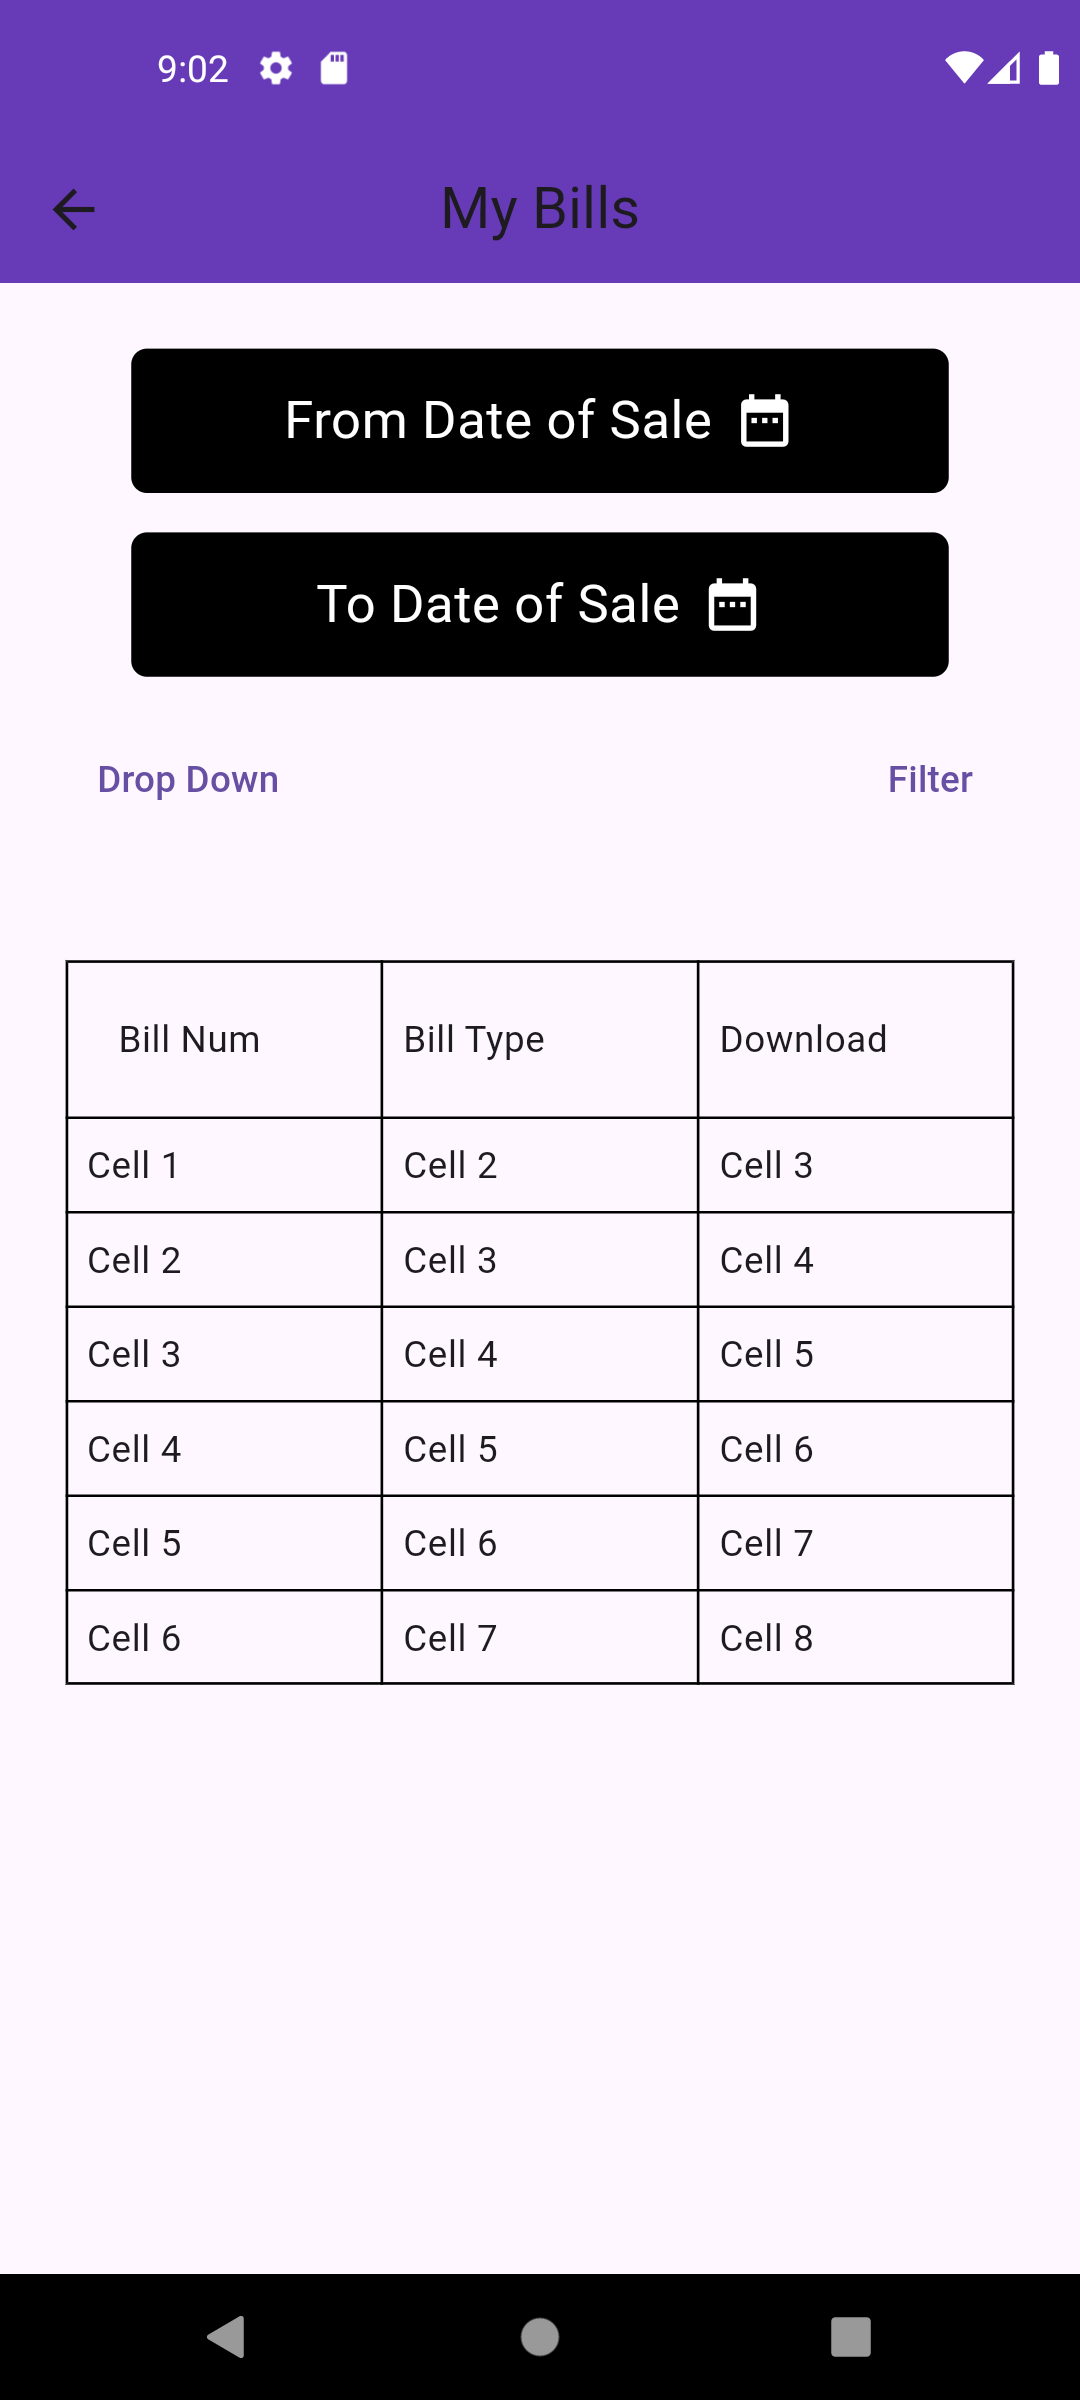 9:02
My Bills
From Date of Sale
To Date of Sale
Drop Down Filter
Bill Num Bill Type Download
Cell 1 Cell 2 Cell 3
Cell 2 Cell 3 Cell 4
Cell 3 Cell 4 Cell 5
Cell 4 Cell 5 Cell 6
Cell 5 Cell 6 Cell 7
Cell 6 Cell 7 Cell 8